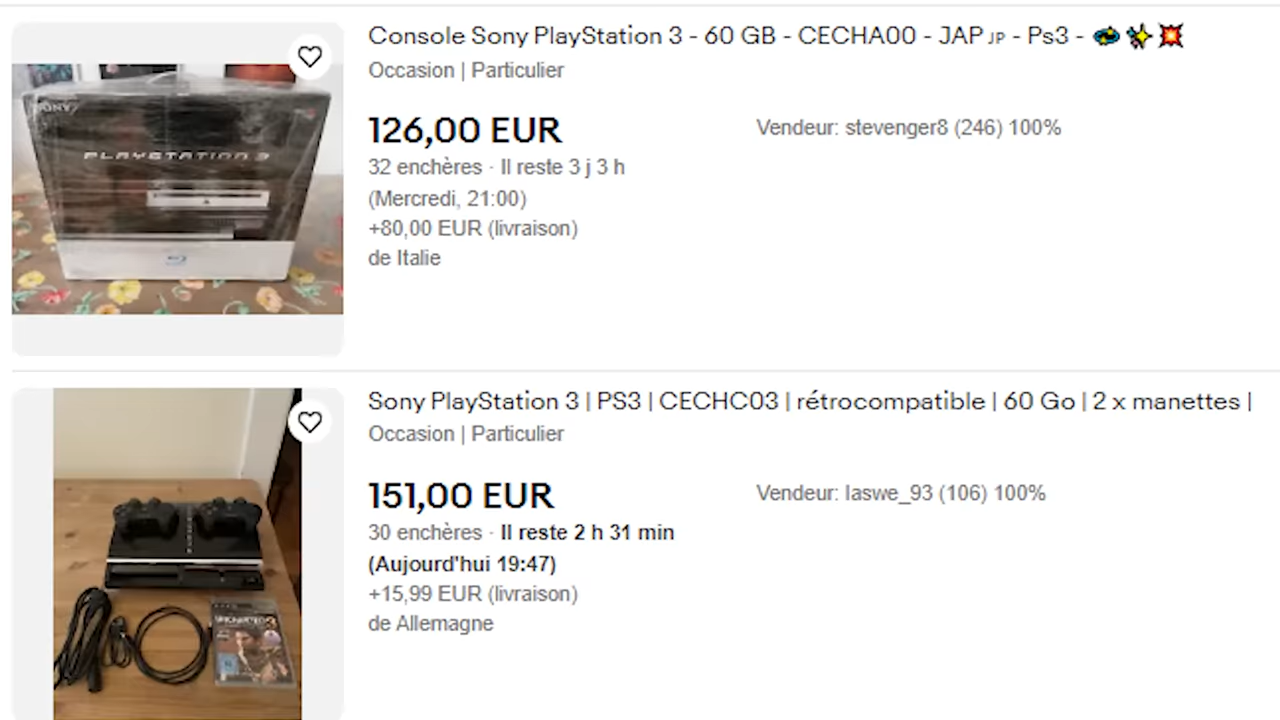 Console Sony PlayStation 3 - 60 GB - CECHA00 - JAP JP - Ps3 -
Occasion | Particulier
SONY
PLAYSTATION 3
126,00 EUR
Vendeur: stevenger8 (246) 100%
32 enchères · Il reste 3 j 3 h
(Mercredi, 21:00)
+80,00 EUR (livraison)
de Italie
Sony PlayStation 3 | PS3 | CECHC03 | rétrocompatible | 60 Go | 2 x manettes |
Occasion | Particulier
151,00 EUR
Vendeur: laswe_93 (106) 100%
30 enchères · Il reste 2 h 31 min
(Aujourd'hui 19:47)
+15,99 EUR (livraison)
de Allemagne
UNCHARTED 3